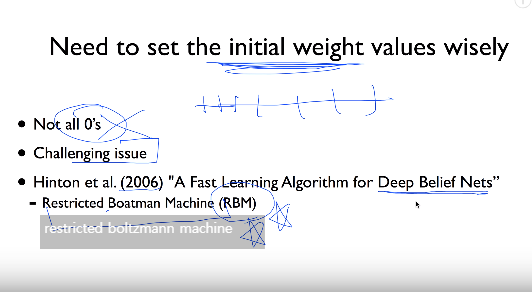 Need to set the initial weight values wisely
• Not all 0's
• Challenging issue
• Hinton et al. (2006) "A Fast Learning Algorithm for Deep Belief Nets"
– Restricted Boatman Machine (RBM)
restricted boltzmann machine